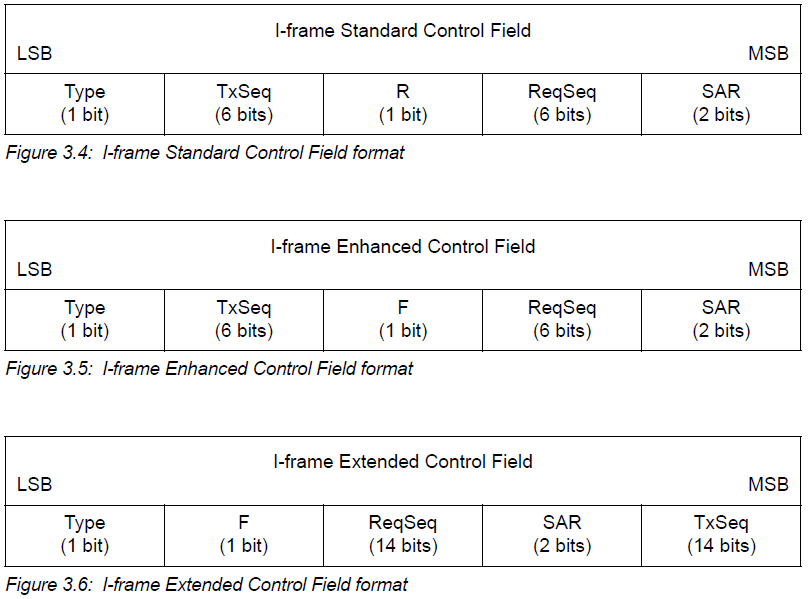 I-frame Standard Control Field
LSB MSB
Type TxSeq R ReqSeq SAR
(1 bit) (6 bits) (1 bit) (6 bits) (2 bits)
Figure 3.4: I-frame Standard Control Field format
I-frame Enhanced Control Field
LSB MSB
Type TxSeq F ReqSeq SAR
(1 bit) (6 bits) (1 bit) (6 bits) (2 bits)
Figure 3.5: I-frame Enhanced Control Field format
I-frame Extended Control Field
LSB MSB
Type F ReqSeq SAR TxSeq
(1 bit) (1 bit) (14 bits) (2 bits) (14 bits)
Figure 3.6: I-frame Extended Control Field format